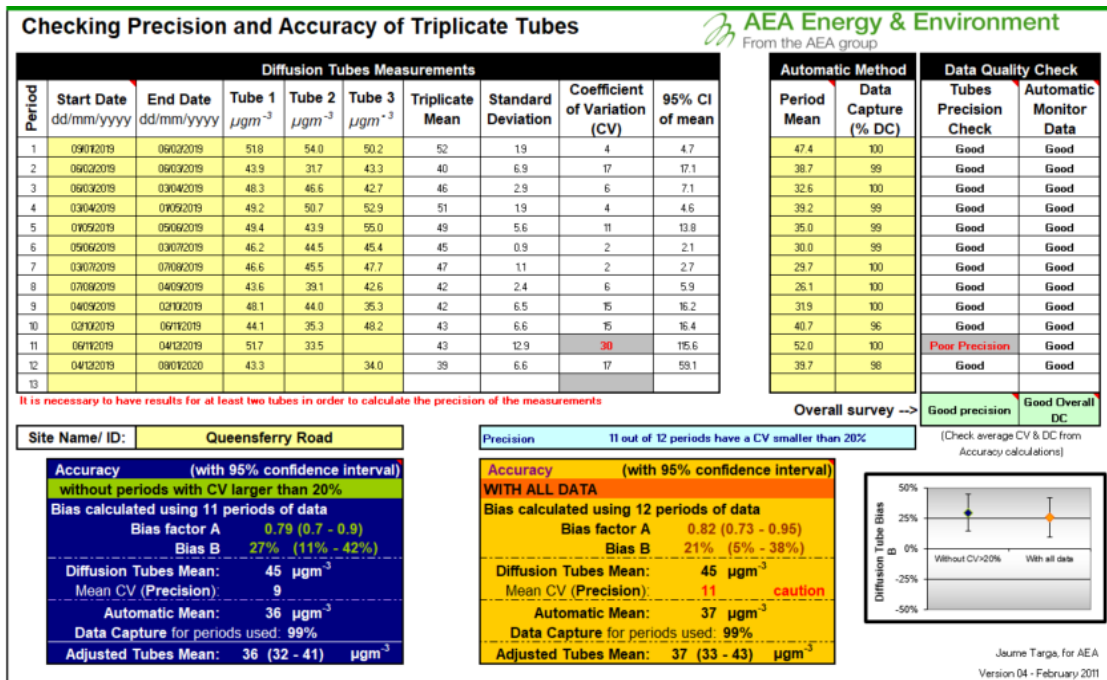 Checking Precision and Accuracy of Triplicate Tubes
AEA Energy & Environment
From the AEA group
Diffusion Tubes Measurements
Automatic Method
Data Quality Check
Period Start Date dd/mm/yyyy End Date dd/mm/yyyy Tube 1 µgm⁻³ Tube 2 µgm⁻³ Tube 3 µgm⁻³ Triplicate Mean Standard Deviation Coefficient of Variation (CV) 95% CI of mean Period Mean Data Capture (% DC) Tubes Precision Check Automatic Monitor Data
1 09/01/2019 06/02/2019 51.8 54.0 50.2 52 1.9 4 4.7 47.4 100 Good Good
2 06/02/2019 06/03/2019 43.9 31.7 43.3 40 6.9 17 17.1 38.7 99 Good Good
3 06/03/2019 03/04/2019 48.3 46.6 42.7 46 2.9 6 7.1 32.6 100 Good Good
4 03/04/2019 01/05/2019 49.2 50.7 52.9 51 1.9 4 4.6 39.2 99 Good Good
5 01/05/2019 05/06/2019 49.4 43.9 55.0 49 5.6 11 13.8 35.0 99 Good Good
6 05/06/2019 03/07/2019 46.2 44.5 45.4 45 0.9 2 2.1 30.0 99 Good Good
7 03/07/2019 07/08/2019 46.6 45.5 47.7 47 1.1 2 2.7 29.7 100 Good Good
8 07/08/2019 04/09/2019 43.6 39.1 42.6 42 2.4 6 5.9 26.1 100 Good Good
9 04/09/2019 02/10/2019 48.1 44.0 35.3 42 6.5 15 16.2 31.9 100 Good Good
10 02/10/2019 06/11/2019 44.1 35.3 48.2 43 6.6 15 16.4 40.7 96 Good Good
11 06/11/2019 04/12/2019 51.7 33.5 43 12.9 30 115.6 52.0 100 Poor Precision Good
12 04/12/2019 08/01/2020 43.3 34.0 39 6.6 17 59.1 39.7 98 Good Good
13
It is necessary to have results for at least two tubes in order to calculate the precision of the measurements
Overall survey --> Good precision Good Overall DC
Site Name/ ID: Queensferry Road
Precision 11 out of 12 periods have a CV smaller than 20%
(Check average CV & DC from
Accuracy calculations)
Accuracy (with 95% confidence interval)
without periods with CV larger than 20%
Bias calculated using 11 periods of data
Bias factor A 0.79 (0.7 - 0.9)
Bias B 27% (11% - 42%)
Diffusion Tubes Mean: 45 µgm⁻³
Mean CV (Precision): 9
Automatic Mean: 36 µgm⁻³
Data Capture for periods used: 99%
Adjusted Tubes Mean: 36 (32 - 41) µgm⁻³
Accuracy (with 95% confidence interval)
WITH ALL DATA
Bias calculated using 12 periods of data
Bias factor A 0.82 (0.73 - 0.95)
Bias B 21% (5% - 38%)
Diffusion Tubes Mean: 45 µgm⁻³
Mean CV (Precision): 11 caution
Automatic Mean: 37 µgm⁻³
Data Capture for periods used: 99%
Adjusted Tubes Mean: 37 (33 - 43) µgm⁻³
Diffusion Tube Bias B
50%
25%
0%
-25%
-50%
Without CV>20%
With all data
Jaume Targa, for AEA
Version 04 - February 2011